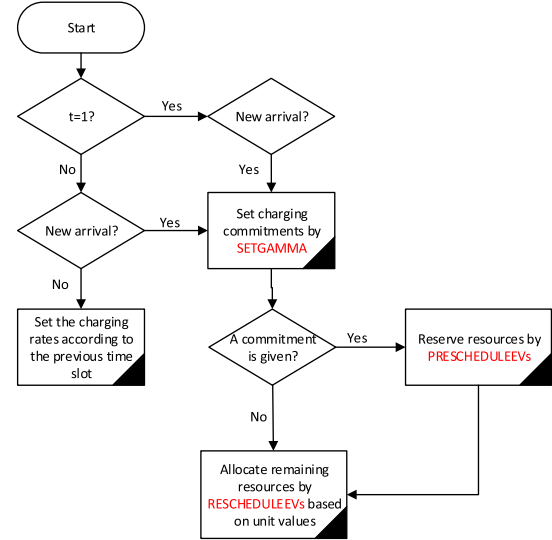 Start
t=1?
Yes
New arrival?
No
Yes
New arrival?
Yes
Set charging
commitments by
SETGAMMA
No
Set the charging
rates according to
the previous time
slot
A commitment
is given?
Yes
Reserve resources by
PRESCHEDULEEVs
No
Allocate remaining
resources by
RESCHEDULEEVs based
on unit values